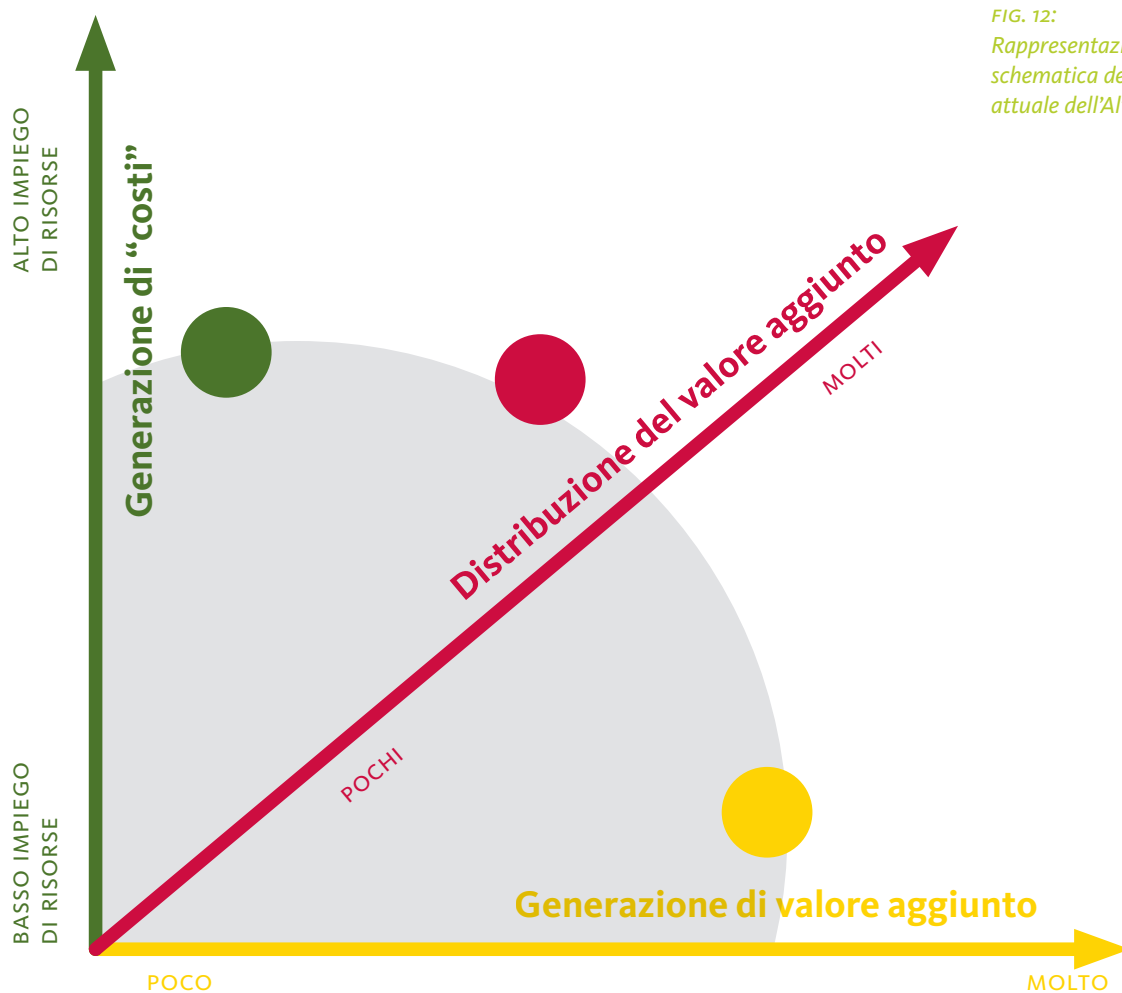 FIG. 12:
Rappresentazi
schematica de
attuale dell'Al
ALTO IMPIEGO
DI RISORSE
Generazione di “costi”
Distribuzione del valore aggiunto
MOLTI
POCHI
BASSO IMPIEGO
DI RISORSE
Generazione di valore aggiunto
POCO
MOLTO